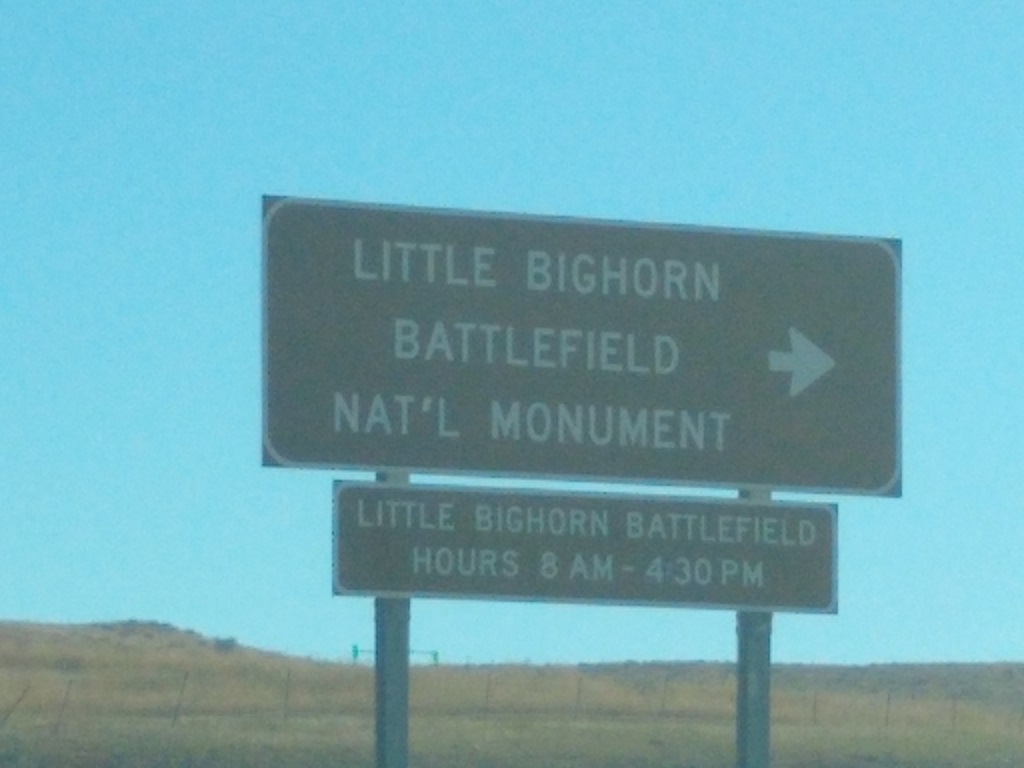 LITTLE BIGHORN
BATTLEFIELD
NAT'L MONUMENT
LITTLE BIGHORN BATTLEFIELD
HOURS 8 AM - 4:30 PM